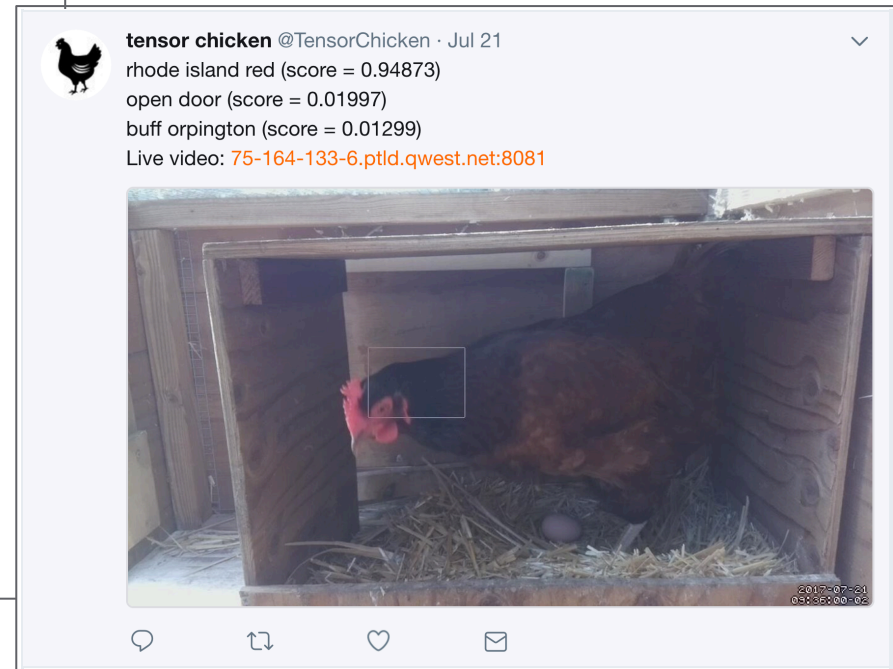 tensor chicken @TensorChicken · Jul 21
rhode island red (score = 0.94873)
open door (score = 0.01997)
buff orpington (score = 0.01299)
Live video: 75-164-133-6.ptld.qwest.net:8081
2017-07-21
09:36:00-02